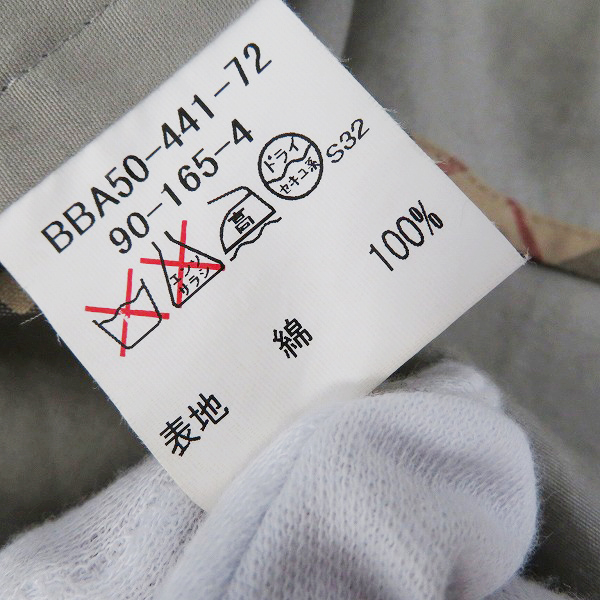 BBA50-441-72
90-165-4
エンソ
サラシ
高
ドライ
セキユ系
S32
表地 綿 100%